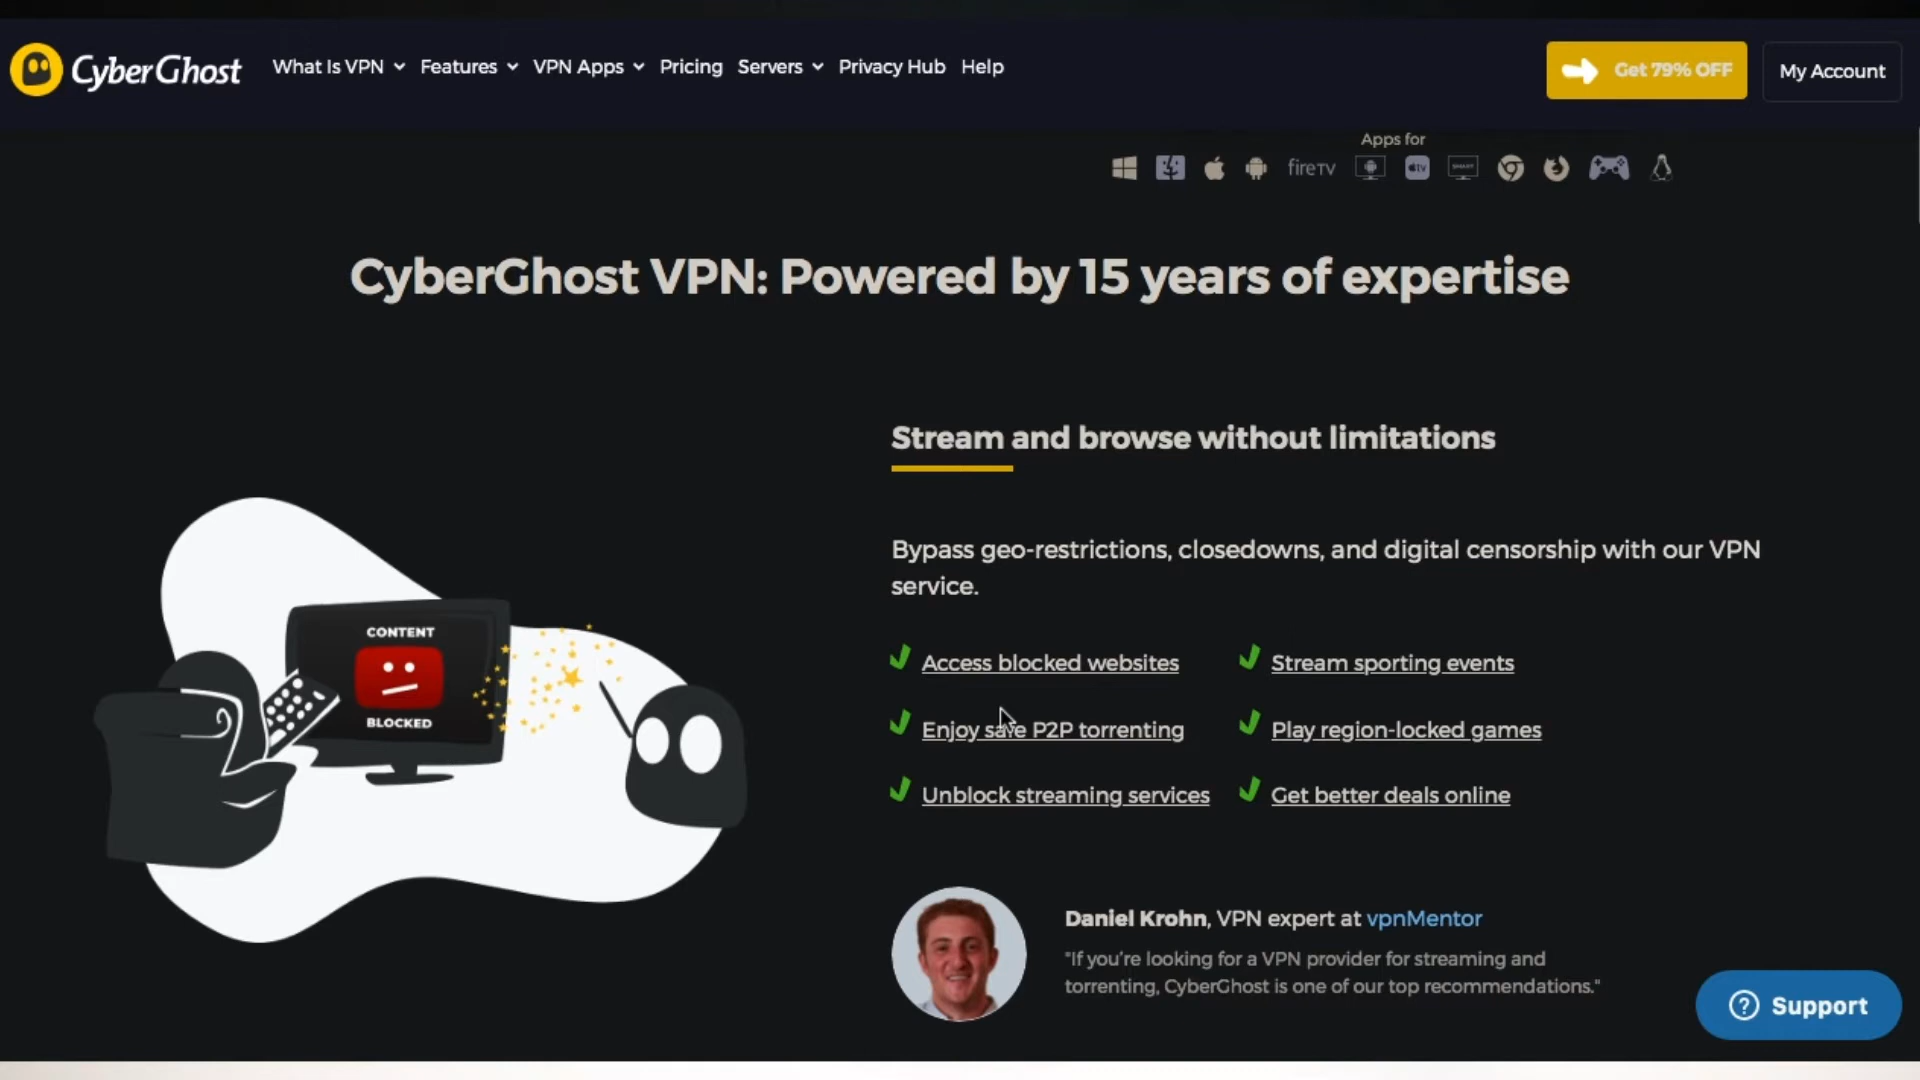 CyberGhost
What Is VPN
Features
VPN Apps
Pricing
Servers
Privacy Hub
Help
Get 79% OFF
My Account
Apps for
fireTV
tv
SMART
CyberGhost VPN: Powered by 15 years of expertise
Stream and browse without limitations
Bypass geo-restrictions, closedowns, and digital censorship with our VPN
service.
Access blocked websites
Stream sporting events
Enjoy safe P2P torrenting
Play region-locked games
Unblock streaming services
Get better deals online
CONTENT
BLOCKED
Daniel Krohn, VPN expert at vpnMentor
"If you're looking for a VPN provider for streaming and
torrenting, CyberGhost is one of our top recommendations."
? Support